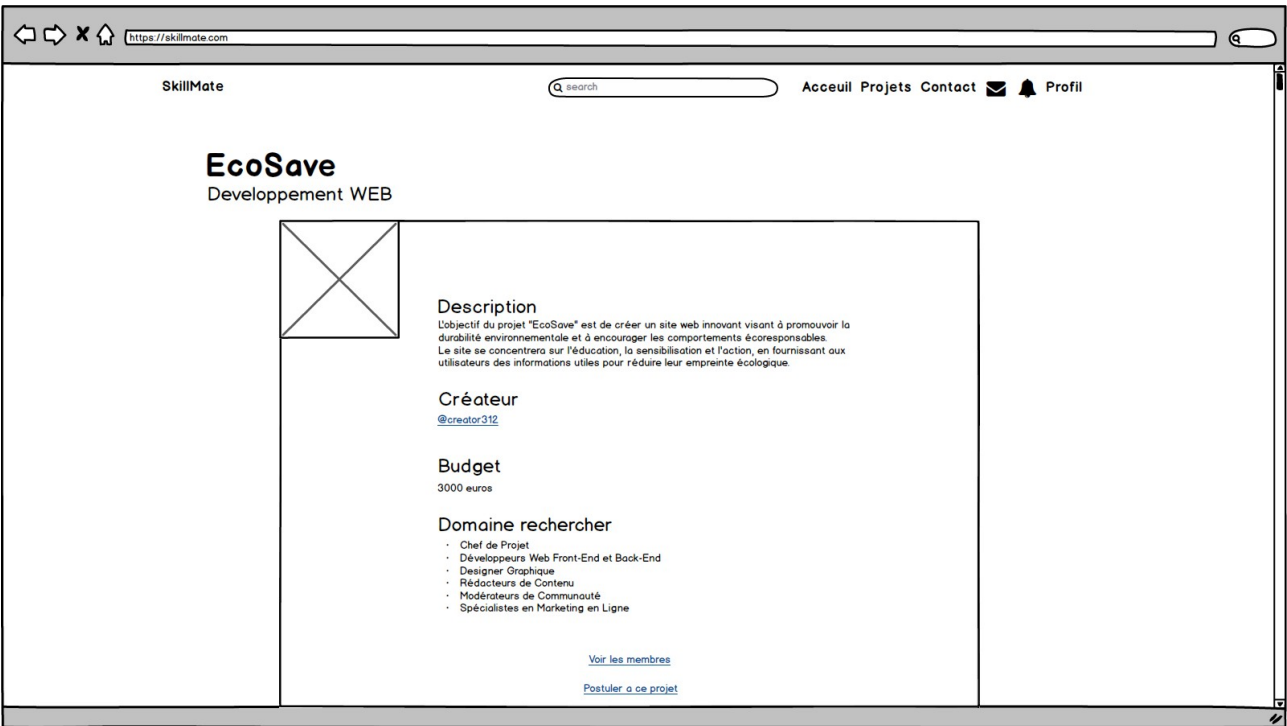 https://skillmate.com
SkillMate
search
Acceuil Projets Contact
Profil
EcoSave
Developpement WEB
Description
L'objectif du projet "EcoSave" est de créer un site web innovant visant à promouvoir la
durabilité environnementale et à encourager les comportements écoresponsables.
Le site se concentrera sur l'éducation, la sensibilisation et l'action, en fournissant aux
utilisateurs des informations utiles pour réduire leur empreinte écologique.
Créateur
@creator312
Budget
3000 euros
Domaine rechercher
· Chef de Projet
· Développeurs Web Front-End et Back-End
· Designer Graphique
· Rédacteurs de Contenu
· Modérateurs de Communauté
· Spécialistes en Marketing en Ligne
Voir les membres
Postuler a ce projet